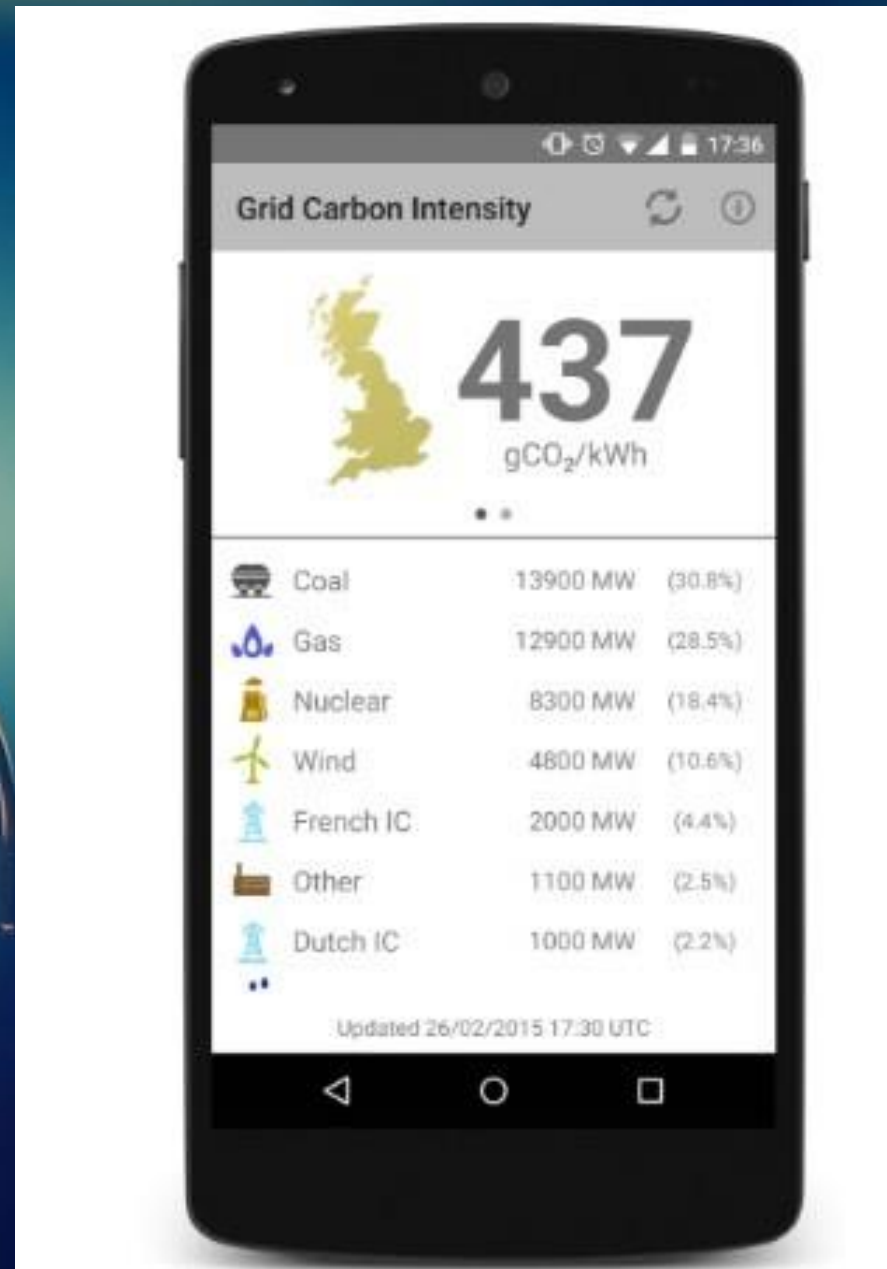 17:36
Grid Carbon Intensity
437
gCO₂/kWh
Coal 13900 MW (30.8%)
Gas 12900 MW (28.5%)
Nuclear 8300 MW (18.4%)
Wind 4800 MW (10.6%)
French IC 2000 MW (4.4%)
Other 1100 MW (2.5%)
Dutch IC 1000 MW (2.2%)
Updated 26/02/2015 17:30 UTC